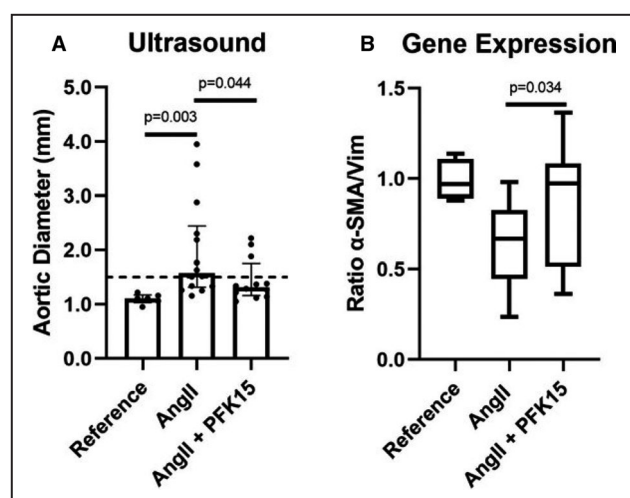 A Ultrasound
Aortic Diameter (mm)
5.0
4.0
3.0
2.0
1.0
0.0
p=0.003
p=0.044
Reference
AngII
AngII + PFK15
B Gene Expression
Ratio α-SMA/Vim
1.5
1.0
0.5
0.0
p=0.034
Reference
AngII
AngII + PFK15